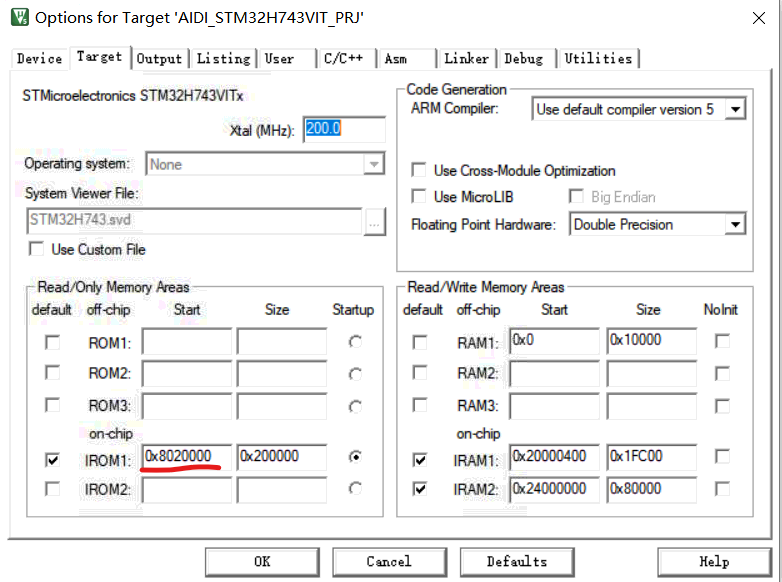 Options for Target 'AIDI_STM32H743VIT_PRJ'
Device Target Output Listing User C/C++ Asm Linker Debug Utilities
STMicroelectronics STM32H743VITx
Xtal (MHz): 200.0
Operating system: None
System Viewer File:
STM32H743.svd ...
Use Custom File
Code Generation
ARM Compiler: Use default compiler version 5
Use Cross-Module Optimization
Use MicroLIB Big Endian
Floating Point Hardware: Double Precision
Read/Only Memory Areas
default off-chip Start Size Startup
ROM1:
ROM2:
ROM3:
on-chip
IROM1: 0x8020000 0x200000
IROM2:
Read/Write Memory Areas
default off-chip Start Size NoInit
RAM1: 0x0 0x10000
RAM2:
RAM3:
on-chip
IRAM1: 0x20000400 0x1FC00
IRAM2: 0x24000000 0x80000
OK Cancel Defaults Help